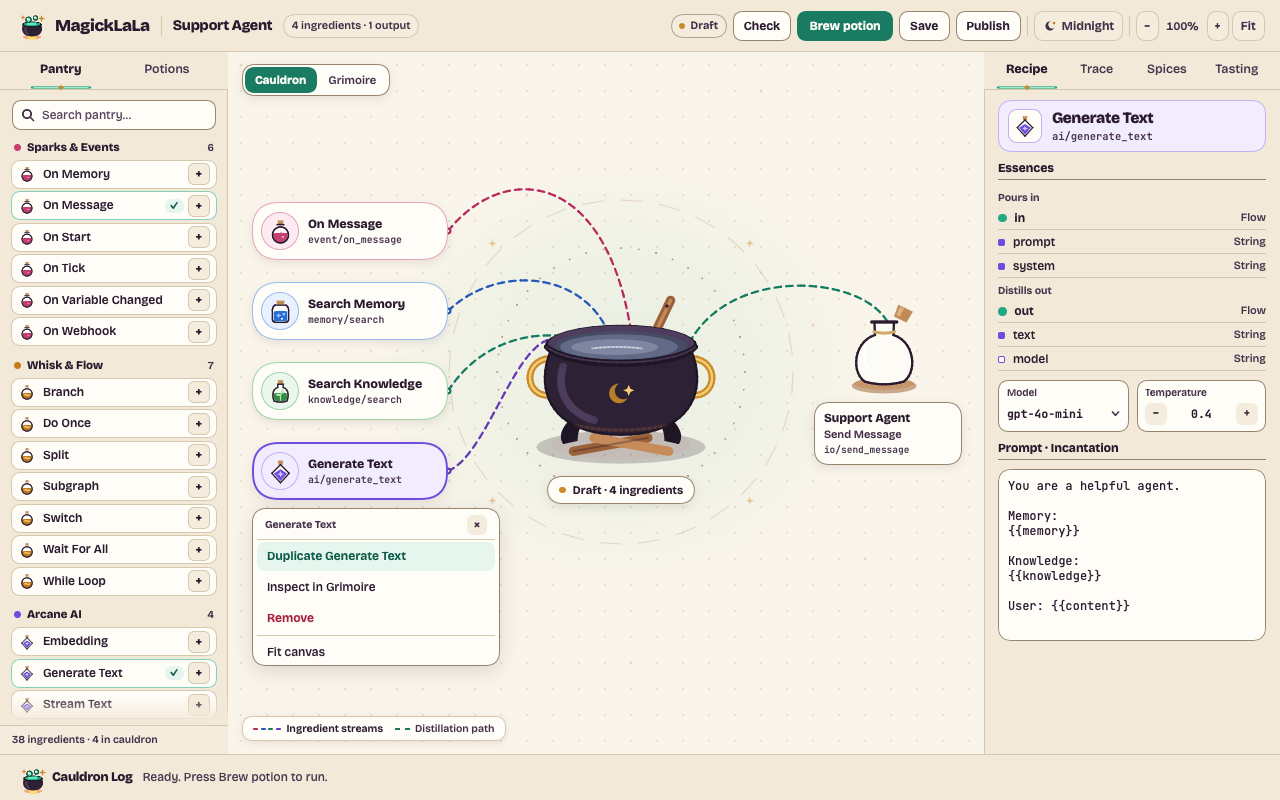 MagickLaLa
Support Agent
4 ingredients · 1 output
Draft
Check
Brew potion
Save
Publish
Midnight
−
100%
+
Fit
Pantry
Potions
Search pantry...
Sparks & Events
6
On Memory
+
On Message
+
On Start
+
On Tick
+
On Variable Changed
+
On Webhook
+
Whisk & Flow
7
Branch
+
Do Once
+
Split
+
Subgraph
+
Switch
+
Wait For All
+
While Loop
+
Arcane AI
4
Embedding
+
Generate Text
+
Stream Text
+
38 ingredients · 4 in cauldron
Cauldron
Grimoire
On Message
event/on_message
Search Memory
memory/search
Search Knowledge
knowledge/search
Generate Text
ai/generate_text
Generate Text
×
Duplicate Generate Text
Inspect in Grimoire
Remove
Fit canvas
Draft · 4 ingredients
Support Agent
Send Message
io/send_message
Ingredient streams
Distillation path
Recipe
Trace
Spices
Tasting
Generate Text
ai/generate_text
Essences
Pours in
in
Flow
prompt
String
system
String
Distills out
out
Flow
text
String
model
String
Model
gpt-4o-mini
Temperature
−
0.4
+
Prompt · Incantation
You are a helpful agent.
Memory:
{{memory}}
Knowledge:
{{knowledge}}
User: {{content}}
Cauldron Log
Ready. Press Brew potion to run.